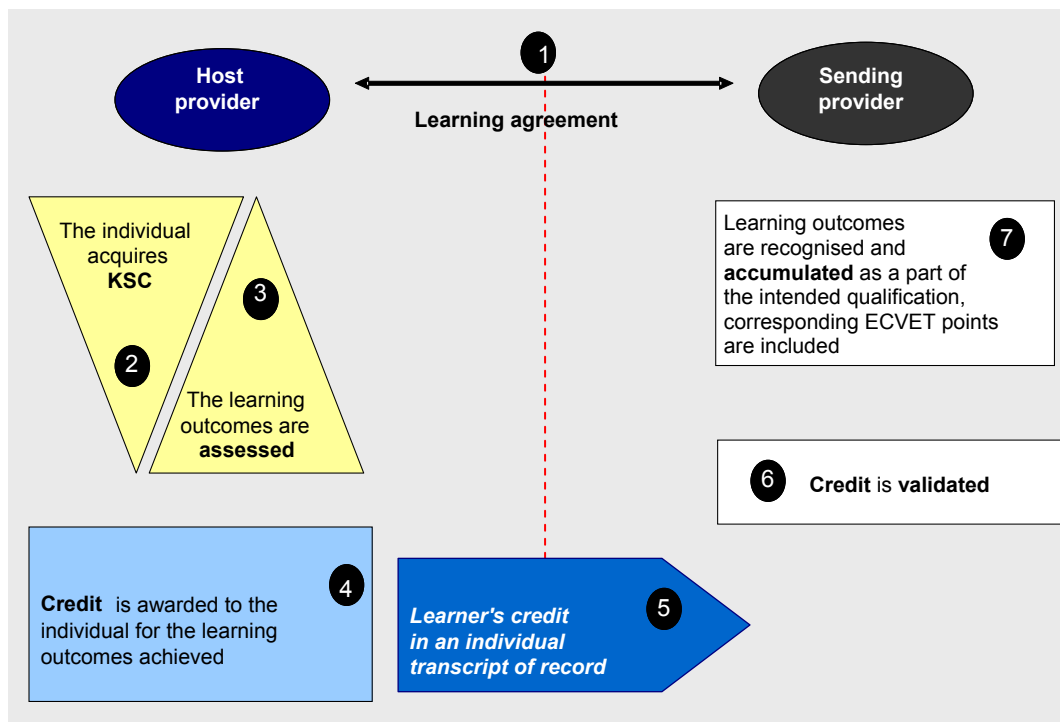 1
Host
provider
Sending
provider
Learning agreement
The individual
acquires
KSC
2
3
The learning
outcomes are
assessed
4
Credit is awarded to the
individual for the learning
outcomes achieved
5
Learner's credit
in an individual
transcript of record
6
Credit is validated
7
Learning outcomes
are recognised and
accumulated as a part of
the intended qualification,
corresponding ECVET points
are included